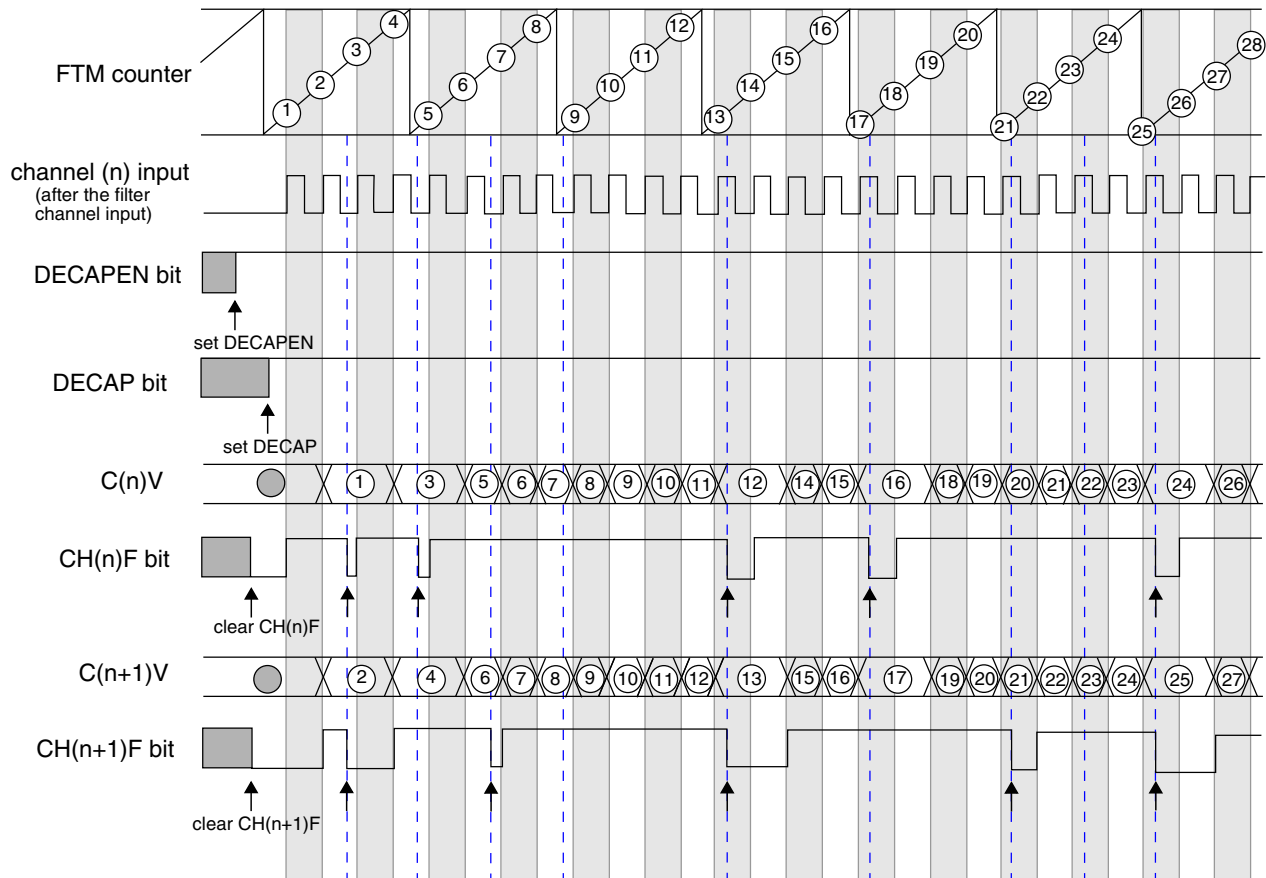 4 8 12 16 20 24 28
3 7 11 15 19 23 27
FTM counter 2 6 10 14 18 22 26
1 5 9 13 17 21 25
channel (n) input
(after the filter
channel input)
DECAPEN bit
set DECAPEN
DECAP bit
set DECAP
C(n)V 1 3 5 6 7 8 9 10 11 12 14 15 16 18 19 20 21 22 23 24 26
CH(n)F bit
clear CH(n)F
C(n+1)V 2 4 6 7 8 9 10 11 12 13 15 16 17 19 20 21 22 23 24 25 27
CH(n+1)F bit
clear CH(n+1)F